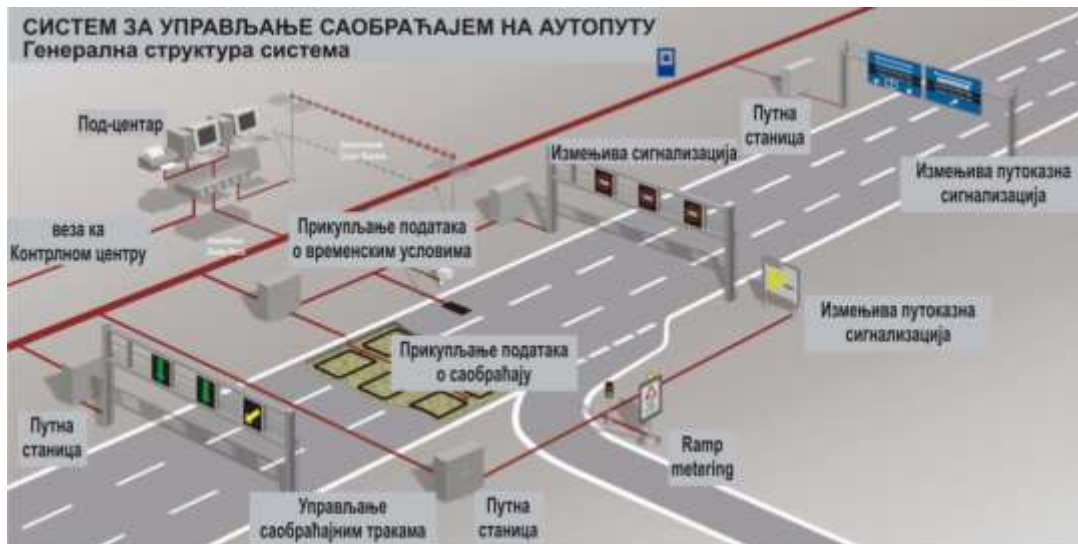 СИСТЕМ ЗА УПРАВЉАЊЕ САОБРАЋАЈЕМ НА АУТОПУТУ
Генерална структура система
Под-центар
Путна
станица
Измењива сигнализација
Измењива путоказна
сигнализација
веза ка
Контрлном центру
Прикупљање података
о временским условима
Измењива путоказна
сигнализација
Прикупљање података
о саобраћају
Путна
станица
Ramp
metering
Управљање
саобраћајним тракама
Путна
станица